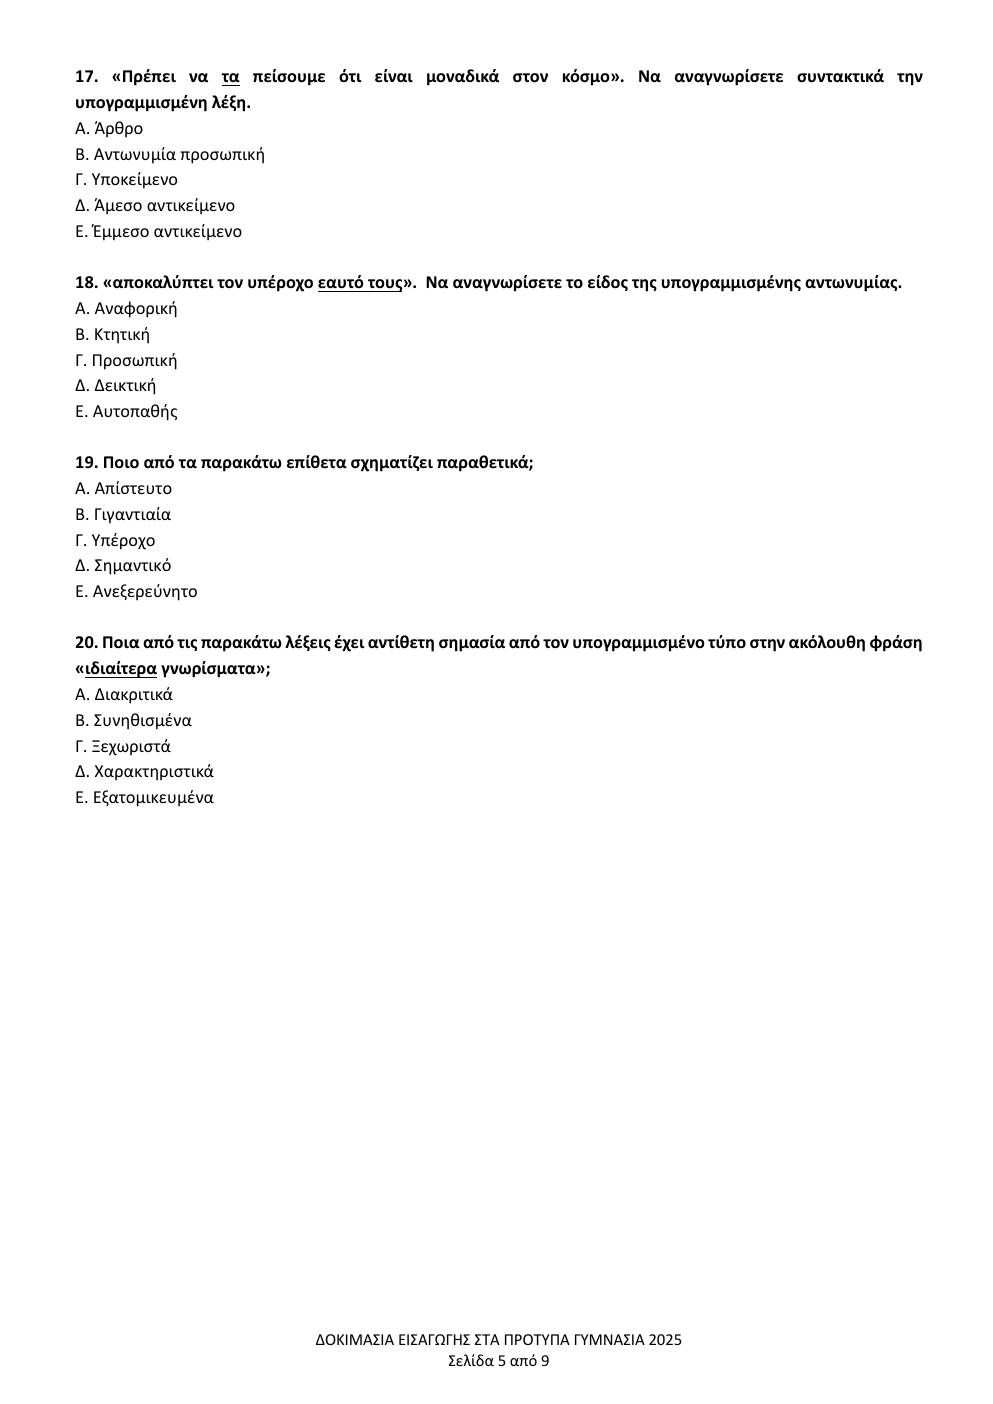 17. «Πρέπει να τα πείσουμε ότι είναι μοναδικά στον κόσμο». Να αναγνωρίσετε συντακτικά την
υπογραμμισμένη λέξη.
Α. Άρθρο
Β. Αντωνυμία προσωπική
Γ. Υποκείμενο
Δ. Άμεσο αντικείμενο
Ε. Έμμεσο αντικείμενο
18. «αποκαλύπτει τον υπέροχο εαυτό τους». Να αναγνωρίσετε το είδος της υπογραμμισμένης αντωνυμίας.
Α. Αναφορική
Β. Κτητική
Γ. Προσωπική
Δ. Δεικτική
Ε. Αυτοπαθής
19. Ποιο από τα παρακάτω επίθετα σχηματίζει παραθετικά;
Α. Απίστευτο
Β. Γιγαντιαία
Γ. Υπέροχο
Δ. Σημαντικό
Ε. Ανεξερεύνητο
20. Ποια από τις παρακάτω λέξεις έχει αντίθετη σημασία από τον υπογραμμισμένο τύπο στην ακόλουθη φράση
«ιδιαίτερα γνωρίσματα»;
Α. Διακριτικά
Β. Συνηθισμένα
Γ. Ξεχωριστά
Δ. Χαρακτηριστικά
Ε. Εξατομικευμένα
ΔΟΚΙΜΑΣΙΑ ΕΙΣΑΓΩΓΗΣ ΣΤΑ ΠΡΟΤΥΠΑ ΓΥΜΝΑΣΙΑ 2025
Σελίδα 5 από 9